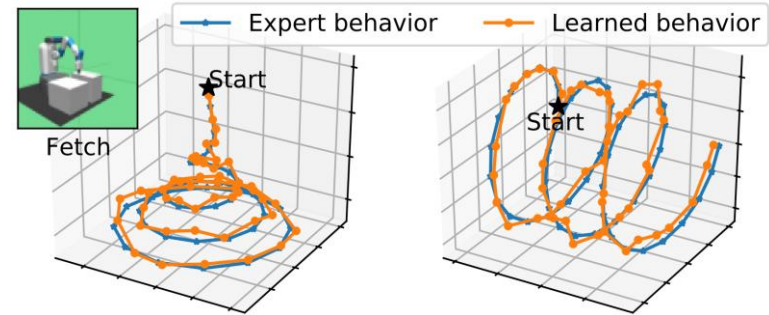 Expert behavior
Learned behavior
Start
Fetch
Start